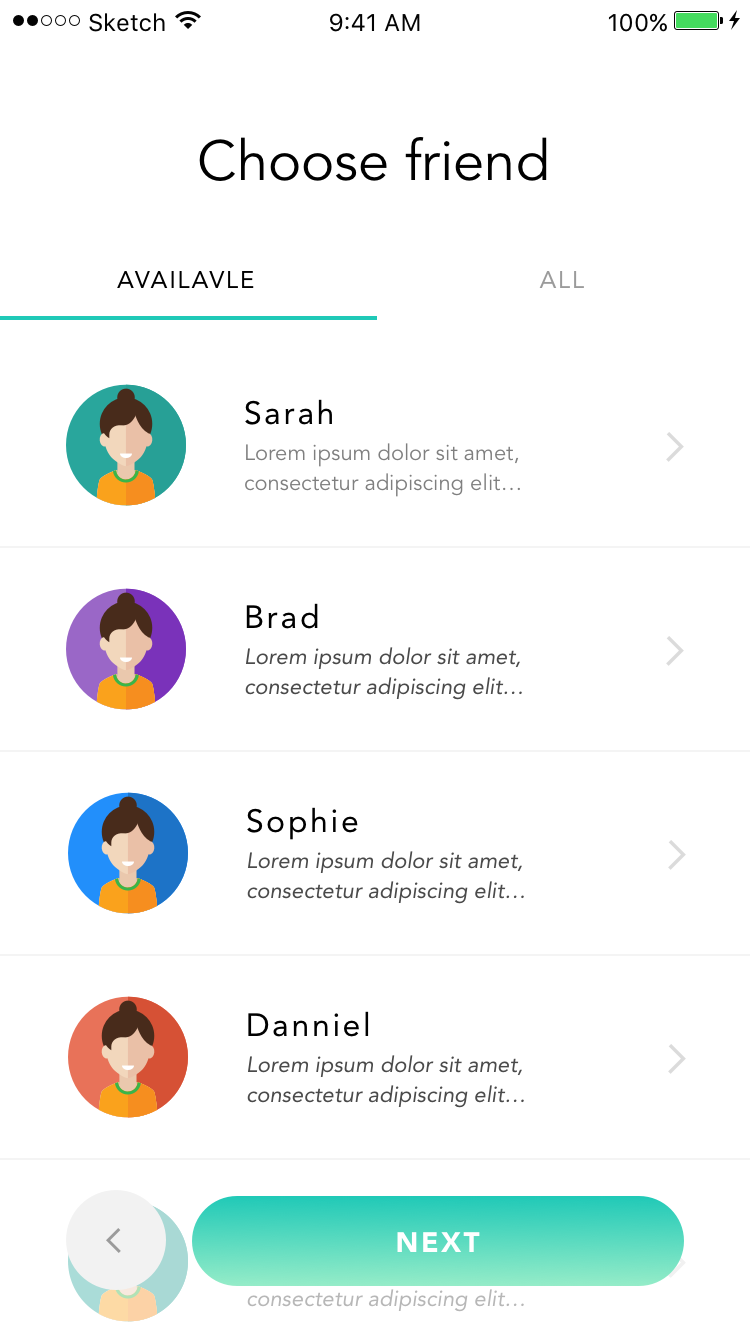 Sketch 9:41 AM 100%
Choose friend
AVAILAVLE ALL
Sarah
Lorem ipsum dolor sit amet,
consectetur adipiscing elit...
Brad
Lorem ipsum dolor sit amet,
consectetur adipiscing elit...
Sophie
Lorem ipsum dolor sit amet,
consectetur adipiscing elit...
Danniel
Lorem ipsum dolor sit amet,
consectetur adipiscing elit...
NEXT
consectetur adipiscing elit...